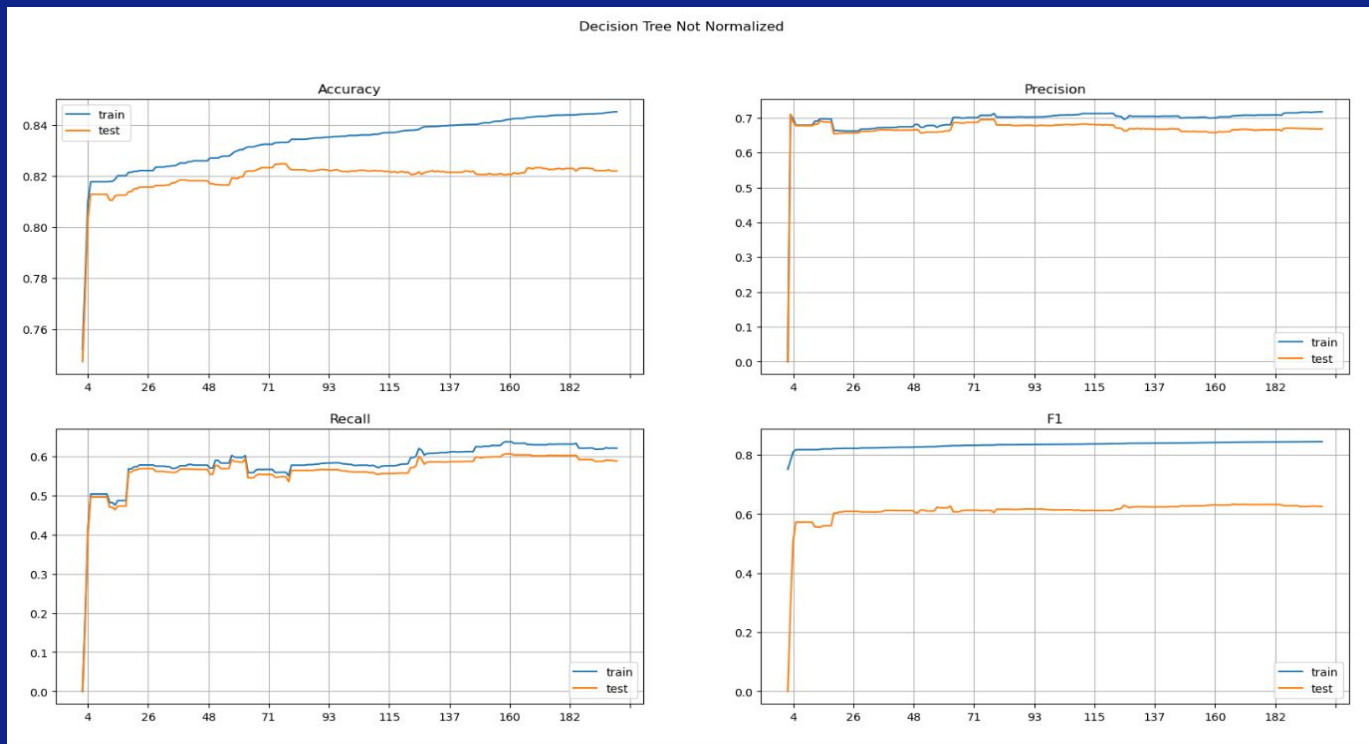 Decision Tree Not Normalized
Accuracy
train
test
0.84
0.82
0.80
0.78
0.76
4 26 48 71 93 115 137 160 182
Precision
0.7
0.6
0.5
0.4
0.3
0.2
0.1
0.0
train
test
4 26 48 71 93 115 137 160 182
Recall
0.6
0.5
0.4
0.3
0.2
0.1
0.0
train
test
4 26 48 71 93 115 137 160 182
F1
0.8
0.6
0.4
0.2
0.0
train
test
4 26 48 71 93 115 137 160 182